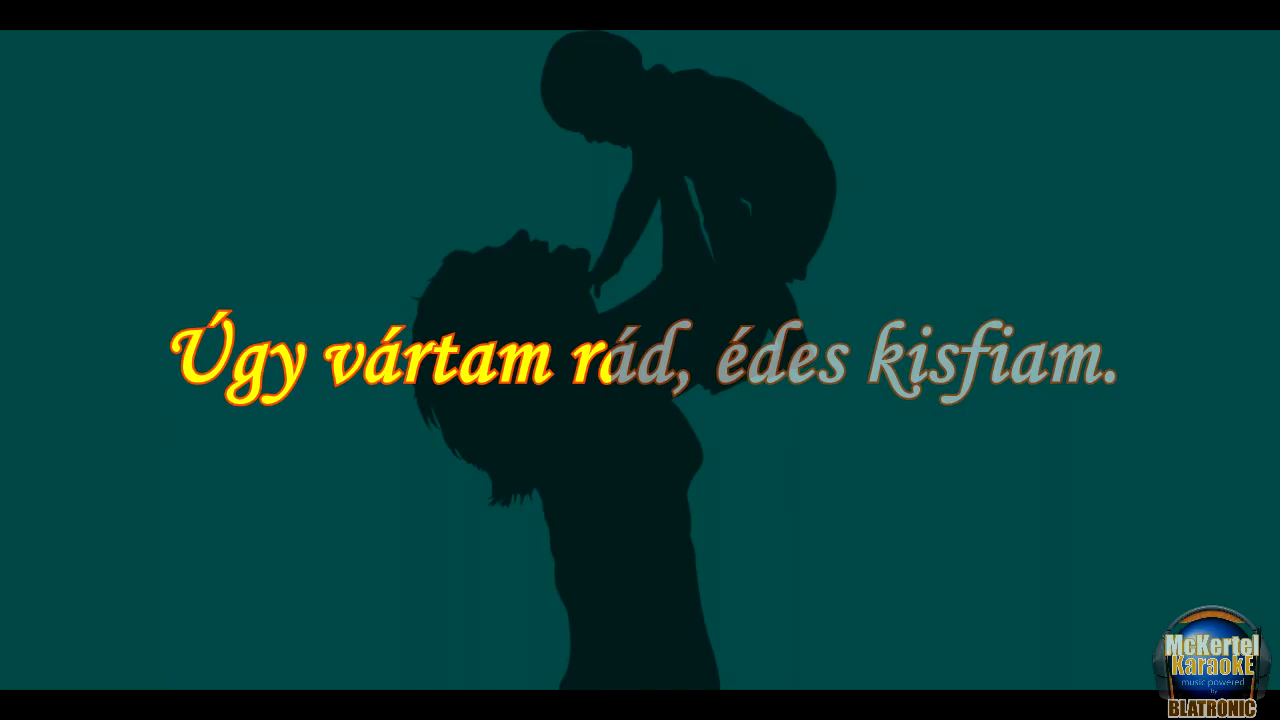 Úgy vártam rád, édes kisfiam.
McKertel
KaraokE
music powered
by
BLATRONIC